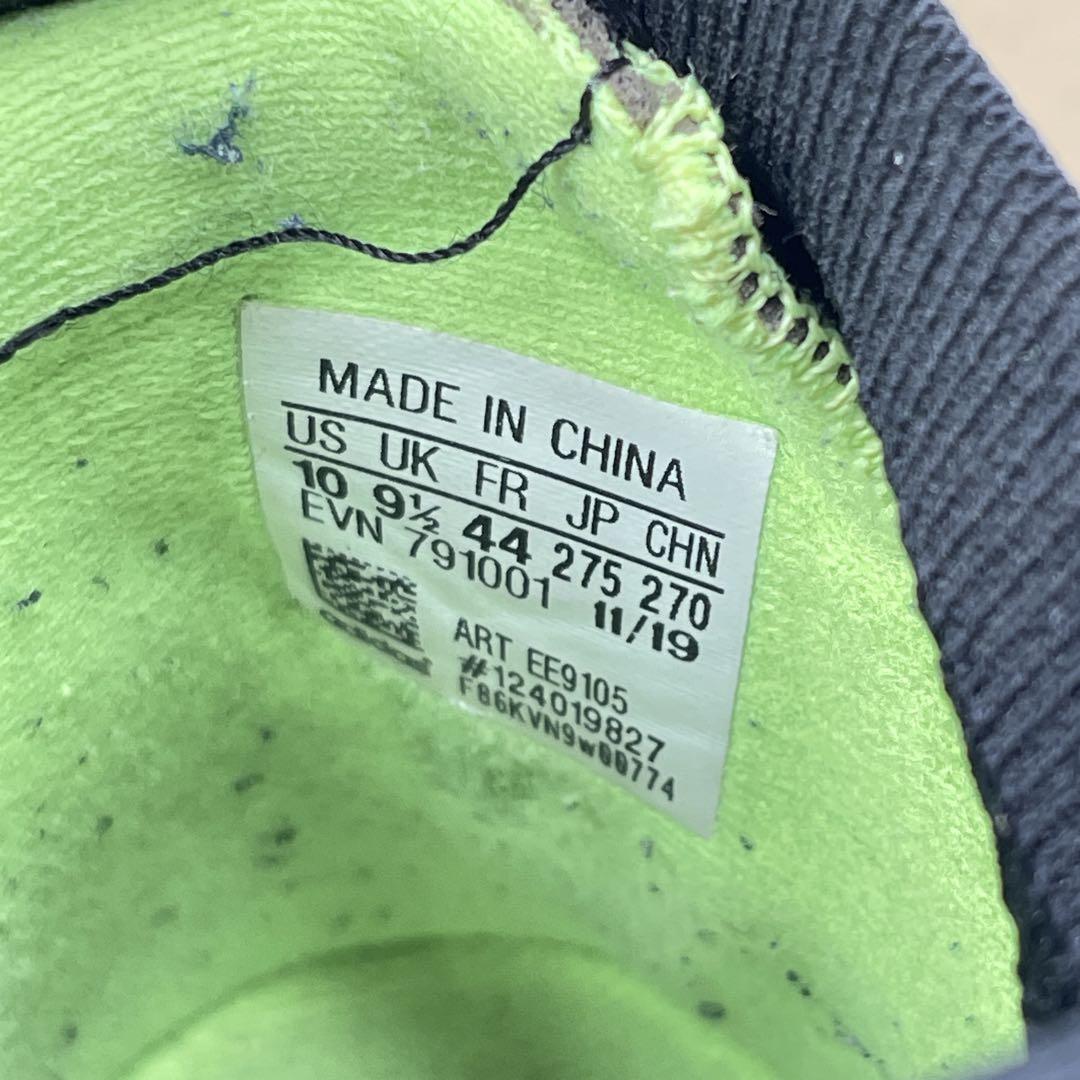 MADE IN CHINA
US UK FR JP CHN
10 9½ 44 275 270
EVN 791001 11/19
adidas
ART EE9105
#124019827
F86KVN9w00774